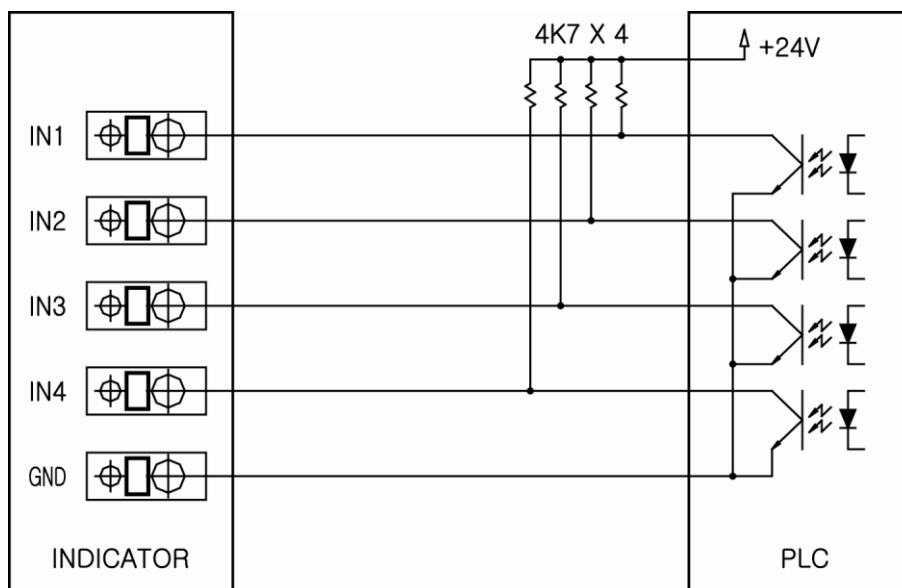 4K7 X 4
+24V
IN1
IN2
IN3
IN4
GND
INDICATOR
PLC